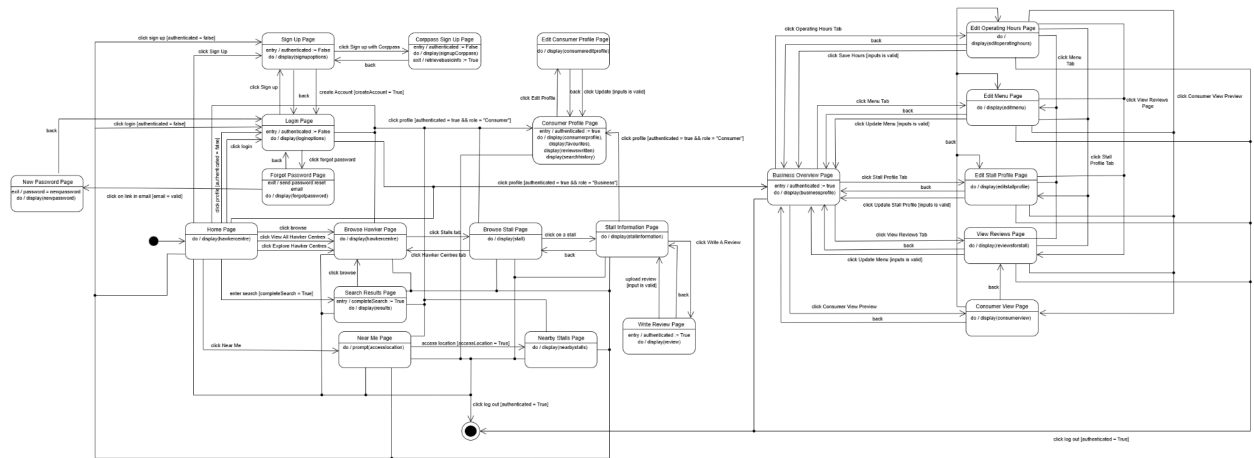 click sign up [authenticated = false]
click Sign Up
Sign Up Page
entry / authenticated := False
do / display(signupoptions)
click Sign up with Corppass
back
Corppass Sign Up Page
entry / authenticated := False
do / display(signupCorppass)
exit / retrievebasicinfo := True
Edit Consumer Profile Page
do / display(consumereditprofile)
click Sign up
back
create Account [createAccount = True]
click Edit Profile
back
click Update [inputs is valid]
back
click login [authenticated = false]
click profile [authenticated = false]
click login
Login Page
entry / authenticated := False
do / display(loginoptions)
click profile [authenticated = true && role = "Consumer"]
Consumer Profile Page
entry / authenticated := true
do / display(consumerprofile),
display(favourites),
display(reviewswritten)
display(searchhistory)
click profile [authenticated = true && role = "Consumer"]
back
click forgot password
New Password Page
exit / password = newpassword
do / display(newpassword)
click on link in email [email = valid]
Forgot Password Page
exit / send password reset
email
do / display(forgotpassword)
click profile [authenticated = true && role = "Business"]
Home Page
do / display(hawkercentre)
click browse
click View All Hawker Centres
click Explore Hawker Centres
Browse Hawker Page
do / display(hawkercentre)
click Stalls tab
click Hawker Centres tab
Browse Stall Page
do / display(stall)
click on a stall
back
Stall Information Page
do / display(stallinformation)
click Write A Review
upload review
[input is valid]
back
Write Review Page
entry / authenticated := True
do / display(review)
click browse
enter search [completeSearch = True]
Search Results Page
entry / completeSearch := True
do / display(results)
click Near Me
Near Me Page
do / prompt(accesslocation)
access location [accessLocation = True]
Nearby Stalls Page
do / display(nearbystalls)
click log out [authenticated = True]
click Operating Hours Tab
back
click Save Hours [inputs is valid]
Edit Operating Hours Page
do /
display(editoperatinghours)
click Menu
Tab
click Consumer View Preview
click View Reviews
Page
Edit Menu Page
do / display(editmenu)
click Menu Tab
back
click Update Menu [inputs is valid]
click Stall
Profile Tab
back
Business Overview Page
entry / authenticated := true
do / display(businessprofile)
click Stall Profile Tab
back
click Update Stall Profile [inputs is valid]
Edit Stall Profile Page
do / display(editstallprofile)
click View Reviews Tab
back
click Update Menu [inputs is valid]
View Reviews Page
do / display(reviewsforstall)
back
click Consumer View Preview
back
Consumer View Page
do / display(consumerview)
click log out [authenticated = True]